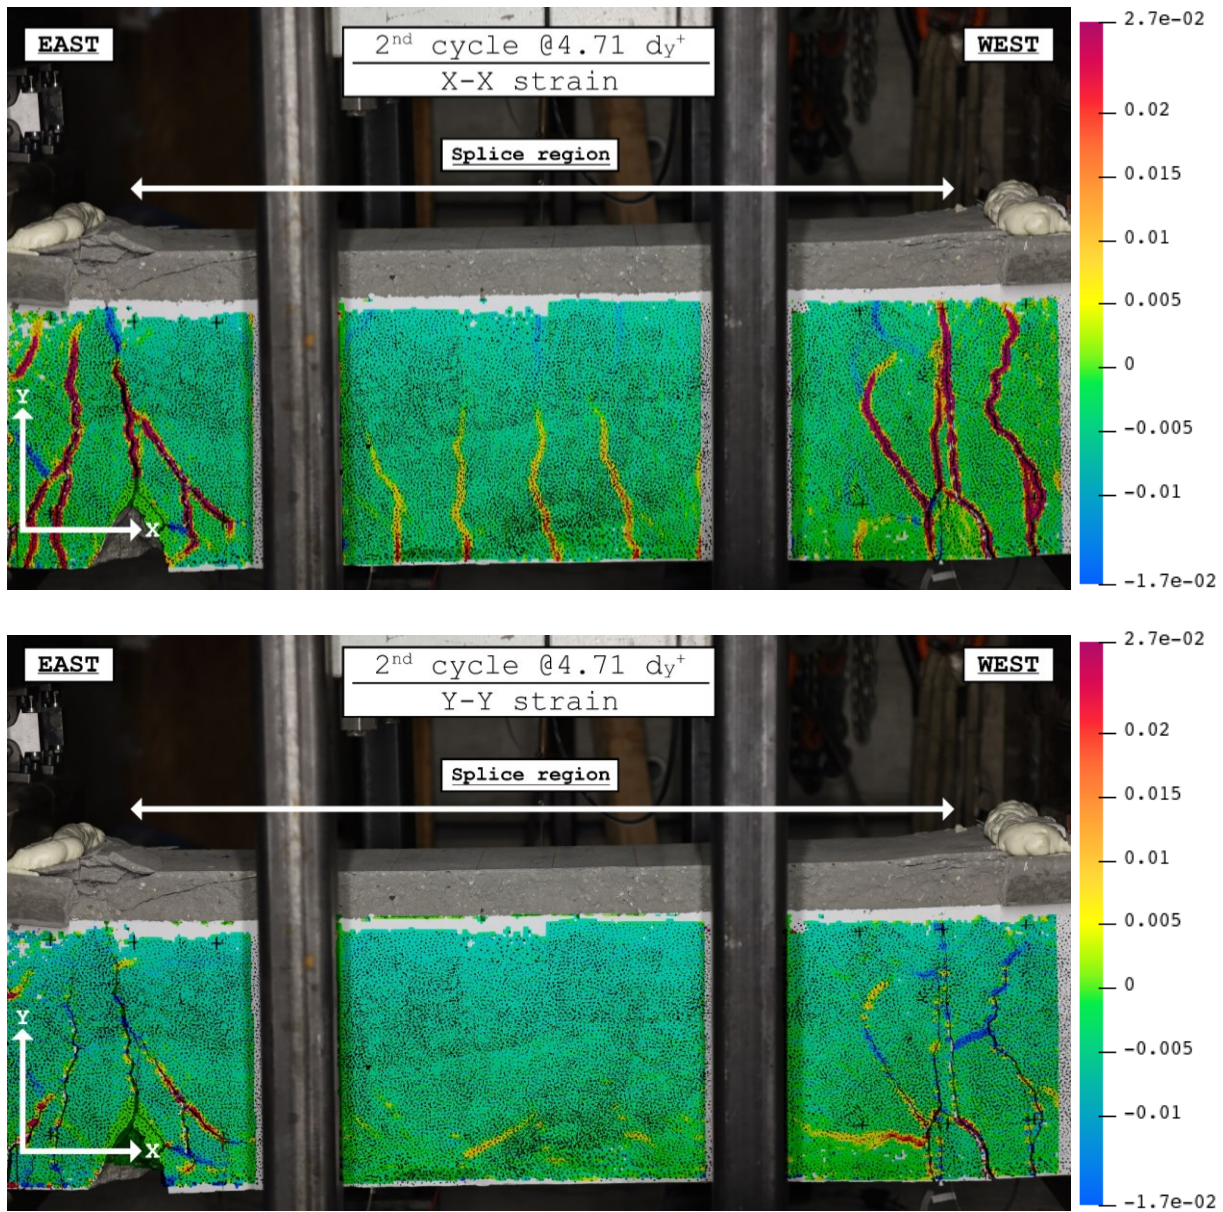 EAST
2nd cycle @4.71 dy+
X-X strain
WEST
Splice region
Y
X
2.7e-02
0.02
0.015
0.01
0.005
0
-0.005
-0.01
-1.7e-02
EAST
2nd cycle @4.71 dy+
Y-Y strain
WEST
Splice region
Y
X
2.7e-02
0.02
0.015
0.01
0.005
0
-0.005
-0.01
-1.7e-02